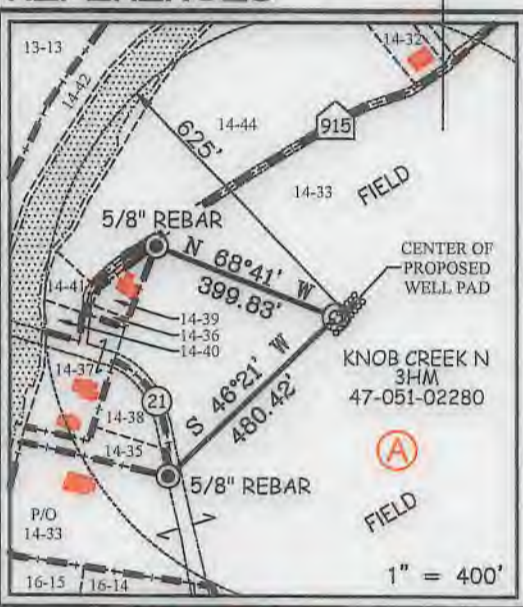 13-13
14-42
14-32
14-44
915
625'
14-33
FIELD
5/8" REBAR
N 68°41' W
399.83'
CENTER OF
PROPOSED
WELL PAD
14-41
14-39
14-36
14-40
KNOB CREEK N
3HM
47-051-02280
14-37
S 46°21' W
480.42'
21
14-38
A
14-35
5/8" REBAR
P/O
14-33
FIELD
16-15
16-14
1" = 400'